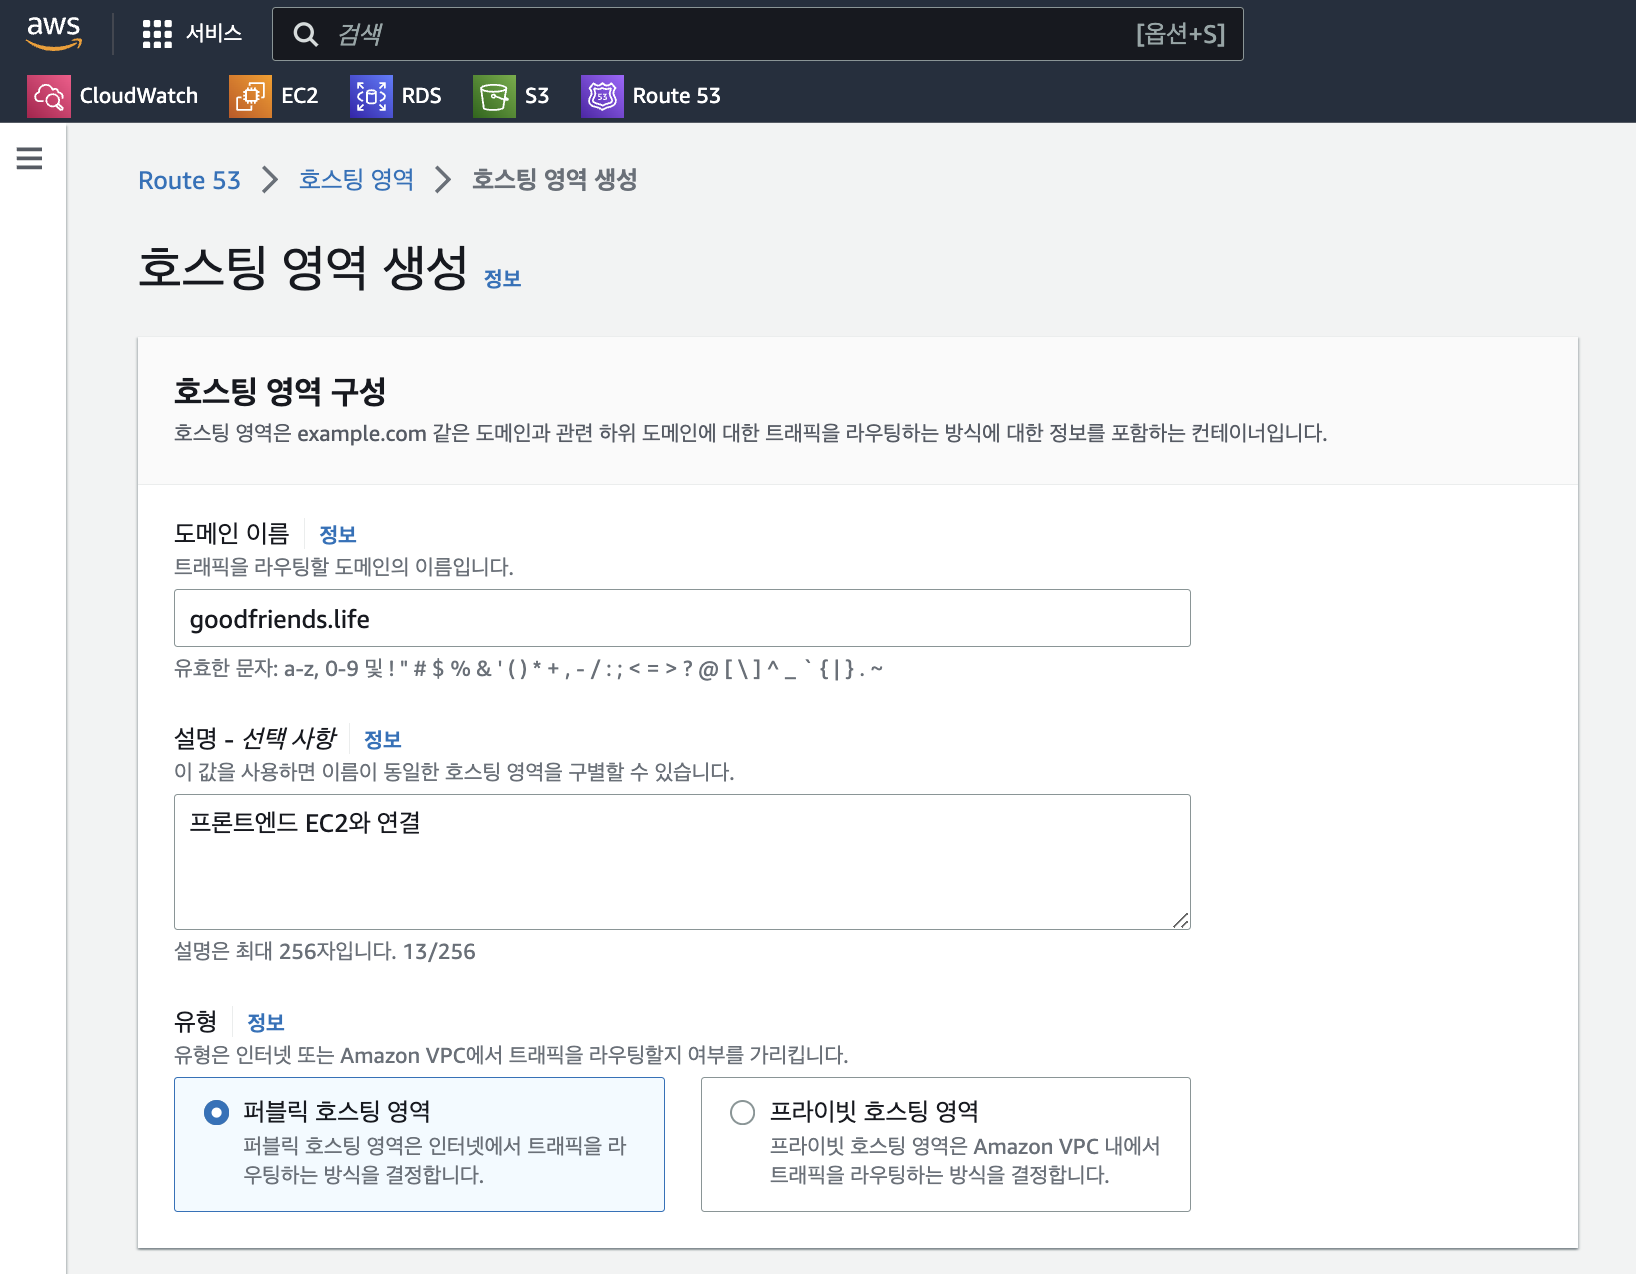 aws 서비스 검색 [옵션+S]
CloudWatch EC2 RDS S3 53 Route 53
Route 53 호스팅 영역 호스팅 영역 생성
호스팅 영역 생성 정보
호스팅 영역 구성
호스팅 영역은 example.com 같은 도메인과 관련 하위 도메인에 대한 트래픽을 라우팅하는 방식에 대한 정보를 포함하는 컨테이너입니다.
도메인 이름 정보
트래픽을 라우팅할 도메인의 이름입니다.
goodfriends.life
유효한 문자: a-z, 0-9 및 ! " # $ % & ' ( ) * + , - / : ; < = > ? @ [ \ ] ^ _ ` { | } . ~
설명 - 선택 사항 정보
이 값을 사용하면 이름이 동일한 호스팅 영역을 구별할 수 있습니다.
프론트엔드 EC2와 연결
설명은 최대 256자입니다. 13/256
유형 정보
유형은 인터넷 또는 Amazon VPC에서 트래픽을 라우팅할지 여부를 가리킵니다.
퍼블릭 호스팅 영역
퍼블릭 호스팅 영역은 인터넷에서 트래픽을 라
우팅하는 방식을 결정합니다.
프라이빗 호스팅 영역
프라이빗 호스팅 영역은 Amazon VPC 내에서
트래픽을 라우팅하는 방식을 결정합니다.